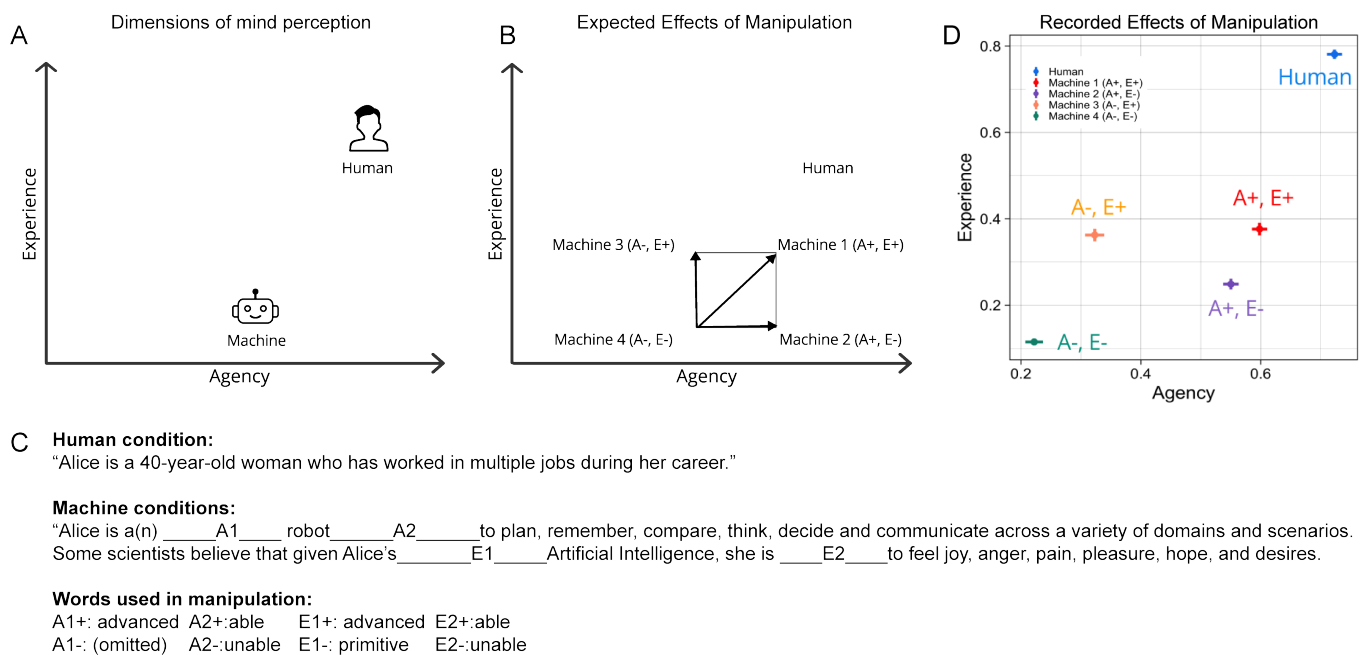 A
Dimensions of mind perception
Experience
Human
Machine
Agency
B
Expected Effects of Manipulation
Experience
Human
Machine 3 (A-, E+)
Machine 1 (A+, E+)
Machine 4 (A-, E-)
Machine 2 (A+, E-)
Agency
D
Recorded Effects of Manipulation
Experience
0.8
0.6
0.4
0.2
Human
Machine 1 (A+, E+)
Machine 2 (A+, E-)
Machine 3 (A-, E+)
Machine 4 (A-, E-)
Human
A-, E+
A+, E+
A+, E-
A-, E-
0.2 0.4 0.6
Agency
C
Human condition:
“Alice is a 40-year-old woman who has worked in multiple jobs during her career.”
Machine conditions:
“Alice is a(n) ______A1____ robot_______A2_______to plan, remember, compare, think, decide and communicate across a variety of domains and scenarios.
Some scientists believe that given Alice’s________E1______Artificial Intelligence, she is _____E2_____to feel joy, anger, pain, pleasure, hope, and desires.
Words used in manipulation:
A1+: advanced A2+:able E1+: advanced E2+:able
A1-: (omitted) A2-:unable E1-: primitive E2-:unable